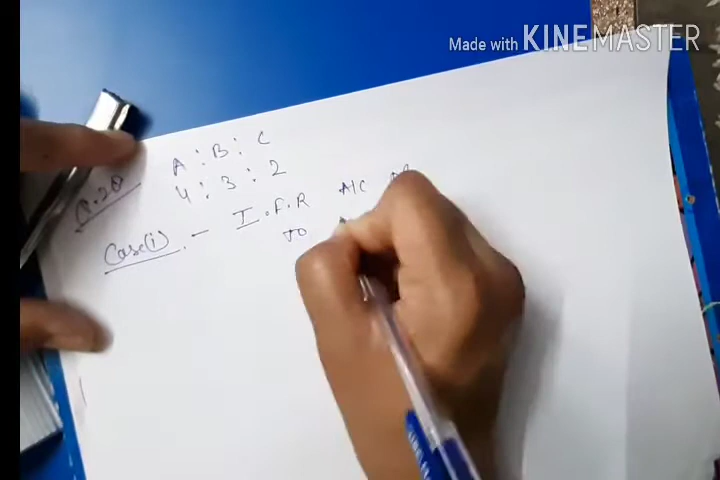 Made with KINEMASTER
Q.20
A : B : C
4 : 3 : 2
Case(i) - I.F.R A/C
TO